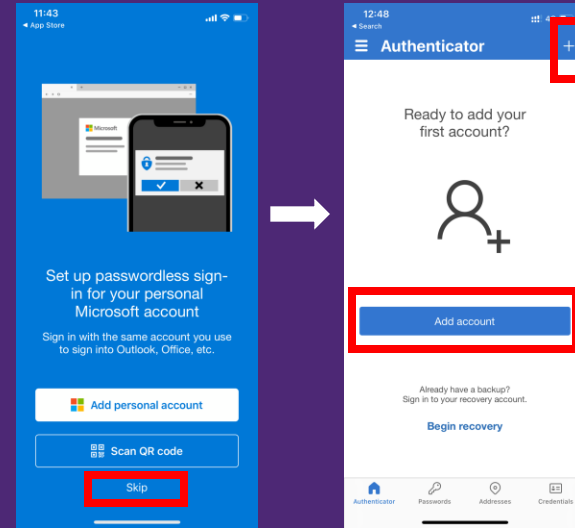 11:43
◄ App Store
Microsoft
Set up passwordless sign-
in for your personal
Microsoft account
Sign in with the same account you use
to sign into Outlook, Office, etc.
Add personal account
Scan QR code
Skip
12:48
◄ Search
Authenticator
Ready to add your
first account?
Add account
Already have a backup?
Sign in to your recovery account.
Begin recovery
Authenticator
Passwords
Addresses
Credentials